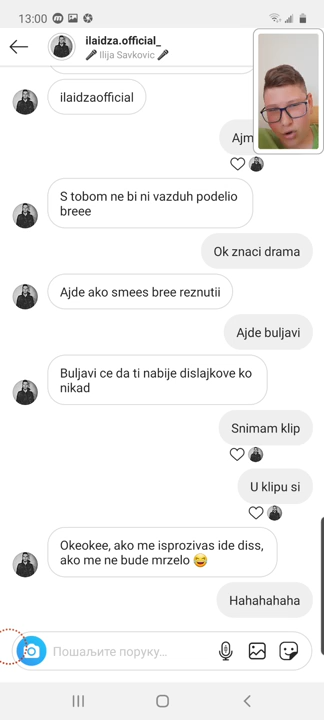 13:00
ilaidza.official_
Ilija Savkovic
ilaidzaofficial
S tobom ne bi ni vazduh podelio
breee
Ok znaci drama
Ajde ako smees bree reznutii
Ajde buljavi
Buljavi ce da ti nabije dislajkove ko
nikad
Snimam klip
U klipu si
Okeokee, ako me isprozivas ide diss,
ako me ne bude mrzelo 😂
Hahahahaha
Пошаљите поруку...